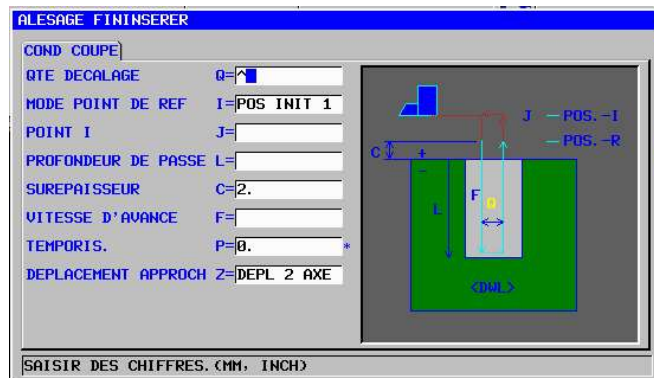 ALESAGE FININSERER
COND COUPE
QTE DECALAGE Q=^
MODE POINT DE REF I=POS INIT 1
POINT I J=
PROFONDEUR DE PASSE L=
SUREPAISSEUR C=2.
VITESSE D'AVANCE F=
TEMPORIS. P=0. *
DEPLACEMENT APPROCH Z=DEPL 2 AXE
J —POS.-I
—POS.-R
C + -
L F Q
<DWL>
SAISIR DES CHIFFRES.(MM, INCH)